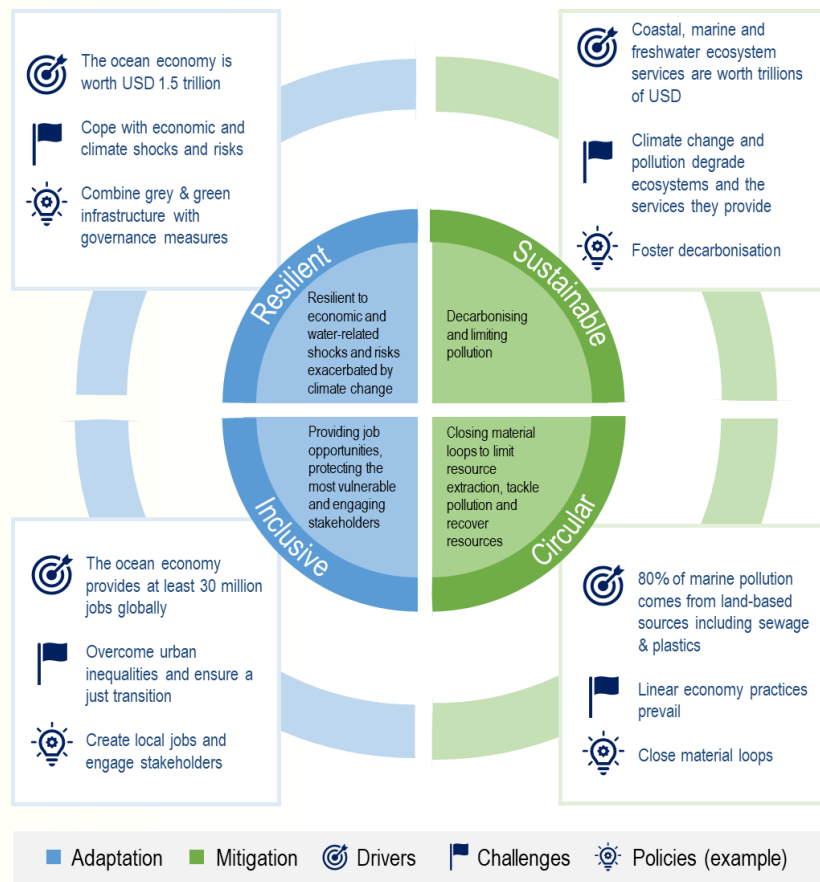 The ocean economy is
worth USD 1.5 trillion
Cope with economic and
climate shocks and risks
Combine grey & green
infrastructure with
governance measures
Coastal, marine and
freshwater ecosystem
services are worth trillions
of USD
Climate change and
pollution degrade
ecosystems and the
services they provide
Foster decarbonisation
Resilient
Resilient to
economic and
water-related
shocks and risks
exacerbated by
climate change
Sustainable
Decarbonising
and limiting
pollution
Inclusive
Providing job
opportunities,
protecting the
most vulnerable
and engaging
stakeholders
Circular
Closing material
loops to limit
resource
extraction, tackle
pollution and
recover
resources
The ocean economy
provides at least 30 million
jobs globally
Overcome urban
inequalities and ensure a
just transition
Create local jobs and
engage stakeholders
80% of marine pollution
comes from land-based
sources including sewage
& plastics
Linear economy practices
prevail
Close material loops
Adaptation Mitigation Drivers Challenges Policies (example)